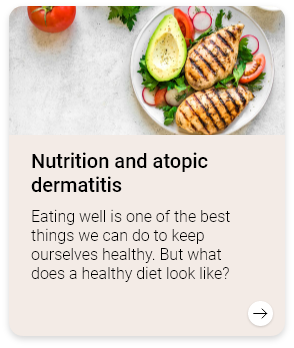 Nutrition and atopic
dermatitis
Eating well is one of the best
things we can do to keep
ourselves healthy. But what
does a healthy diet look like?